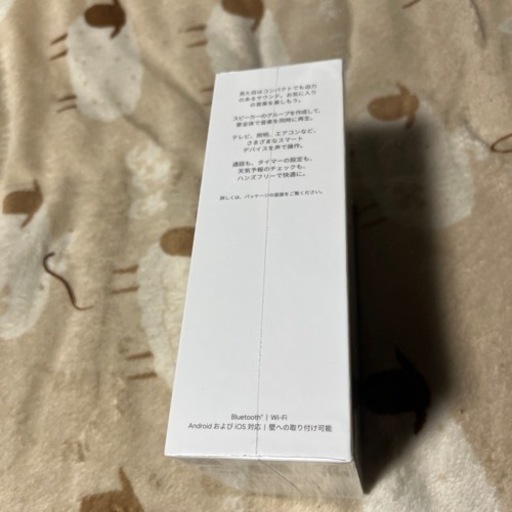 見た目はコンパクトでも迫力
のあるサウンド。お気に入り
の音楽を楽しもう。
スピーカーのグループを作成して、
家全体で音楽を同時に再生。
テレビ、照明、エアコンなど、
さまざまなスマート
デバイスを声で操作。
通話も、タイマーの設定も、
天気予報のチェックも、
ハンズフリーで快適に。
詳しくは、パッケージの底面をご覧ください。
Bluetooth® | Wi-Fi
Android および iOS 対応 | 壁への取り付け可能